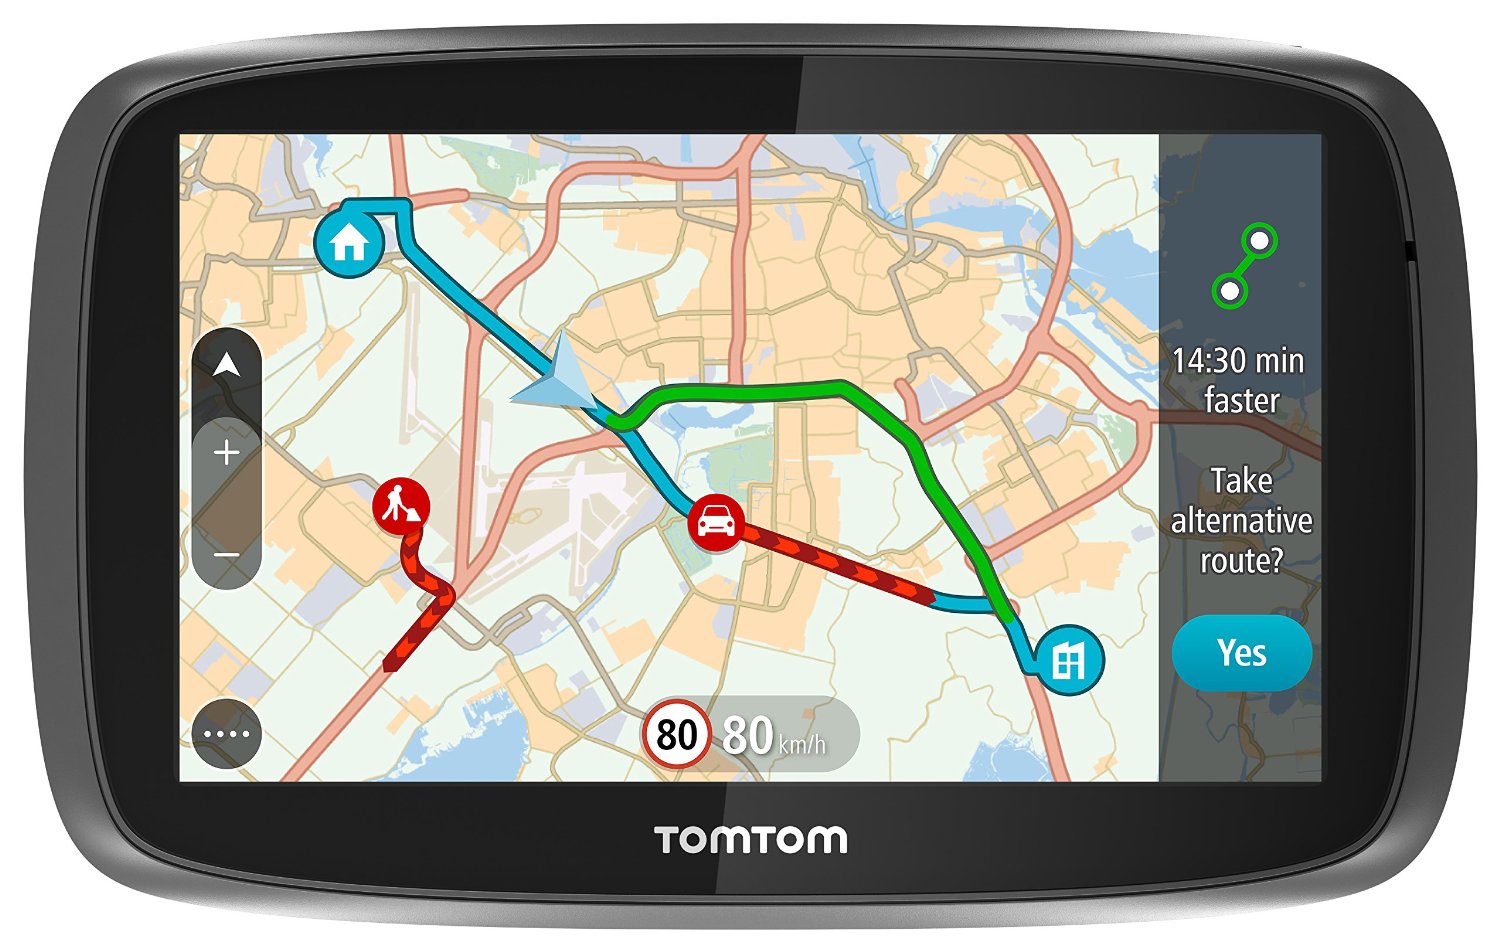 14:30 min
faster
Take
alternative
route?
Yes
80
80 km/h
TOMTOM